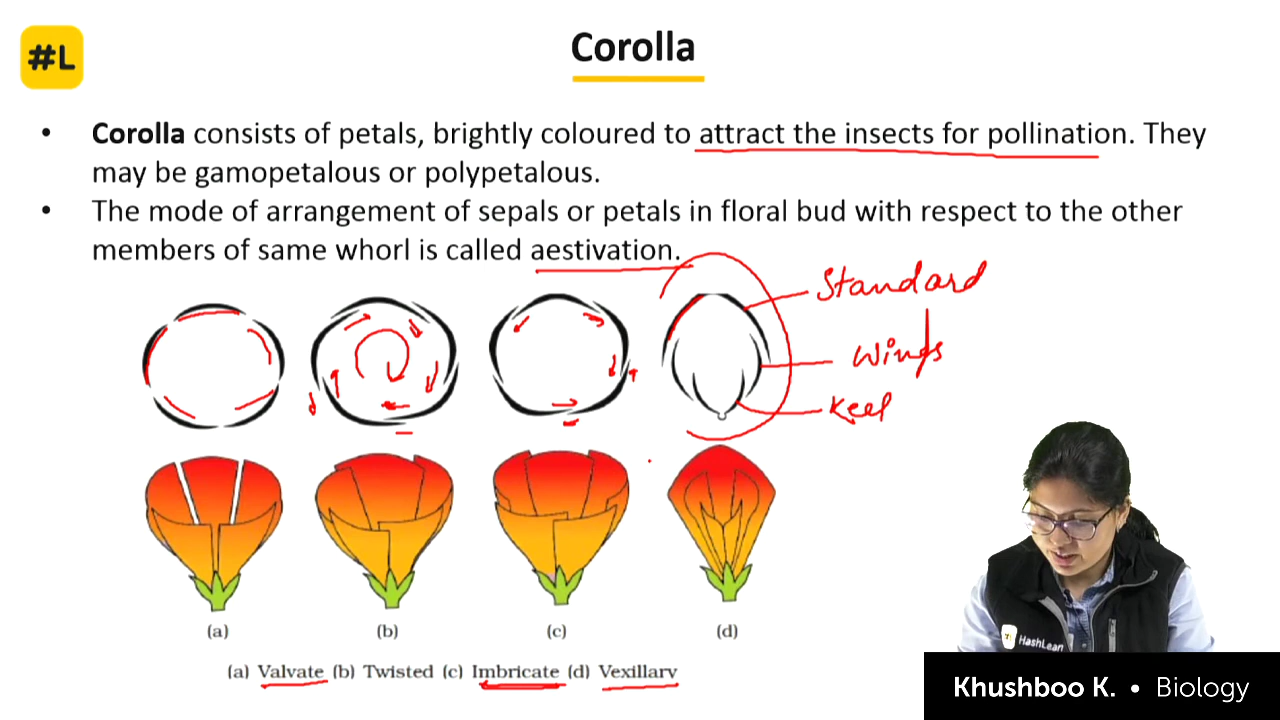 #L
Corolla
• Corolla consists of petals, brightly coloured to attract the insects for pollination. They
may be gamopetalous or polypetalous.
• The mode of arrangement of sepals or petals in floral bud with respect to the other
members of same whorl is called aestivation.
Standard
Wings
Keel
(a) (b) (c) (d)
(a) Valvate (b) Twisted (c) Imbricate (d) Vexillary
HashLearn
Khushboo K. • Biology